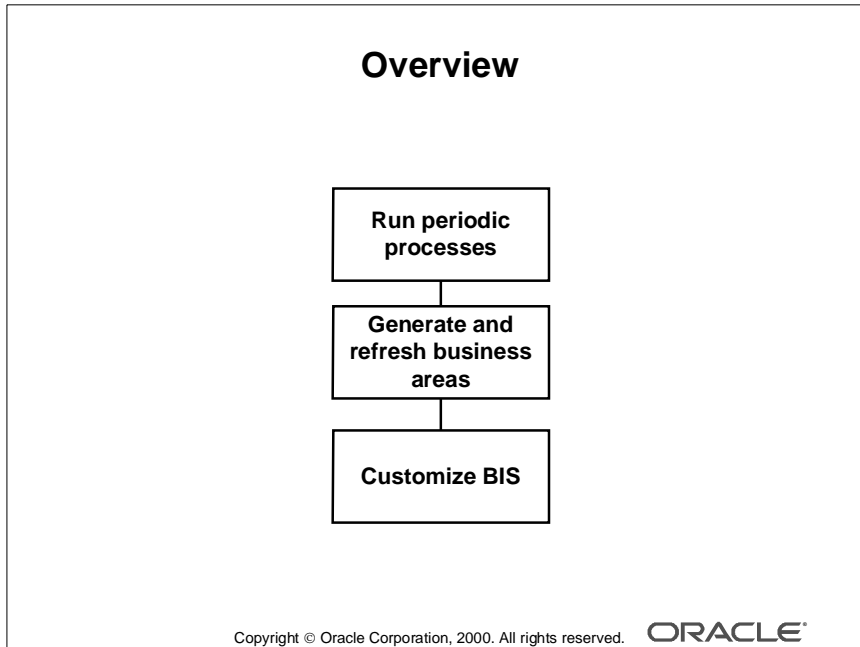 Overview
Run periodic
processes
Generate and
refresh business
areas
Customize BIS
Copyright © Oracle Corporation, 2000. All rights reserved. ORACLE®